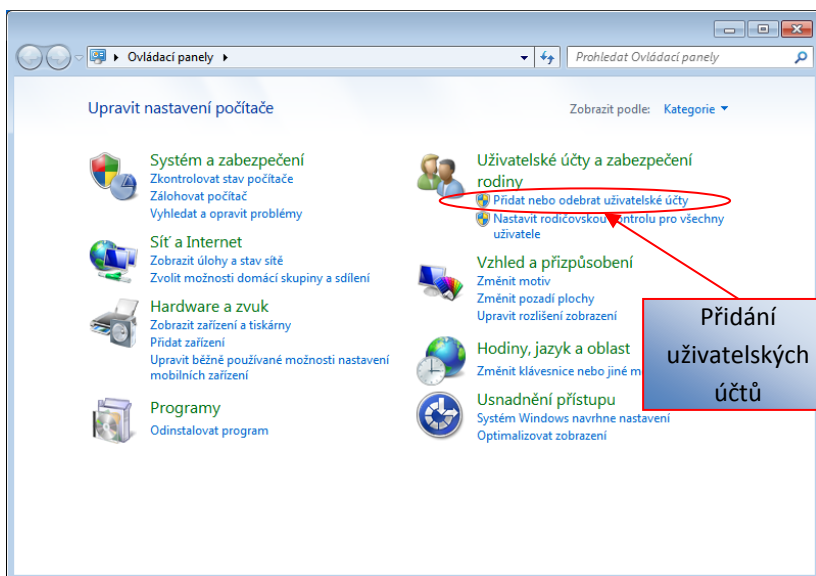 Ovládací panely
Prohledat Ovládací panely
Upravit nastavení počítače
Zobrazit podle: Kategorie
Systém a zabezpečení
Zkontrolovat stav počítače
Zálohovat počítač
Vyhledat a opravit problémy
Síť a Internet
Zobrazit úlohy a stav sítě
Zvolit možnosti domácí skupiny a sdílení
Hardware a zvuk
Zobrazit zařízení a tiskárny
Přidat zařízení
Upravit běžně používané možnosti nastavení
mobilních zařízení
Programy
Odinstalovat program
Uživatelské účty a zabezpečení
rodiny
Přidat nebo odebrat uživatelské účty
Nastavit rodičovskou kontrolu pro všechny
uživatele
Vzhled a přizpůsobení
Změnit motiv
Změnit pozadí plochy
Upravit rozlišení zobrazení
Hodiny, jazyk a oblast
Změnit klávesnice nebo jiné
Usnadnění přístupu
Systém Windows navrhne nastavení
Optimalizovat zobrazení
Přidání
uživatelských
účtů